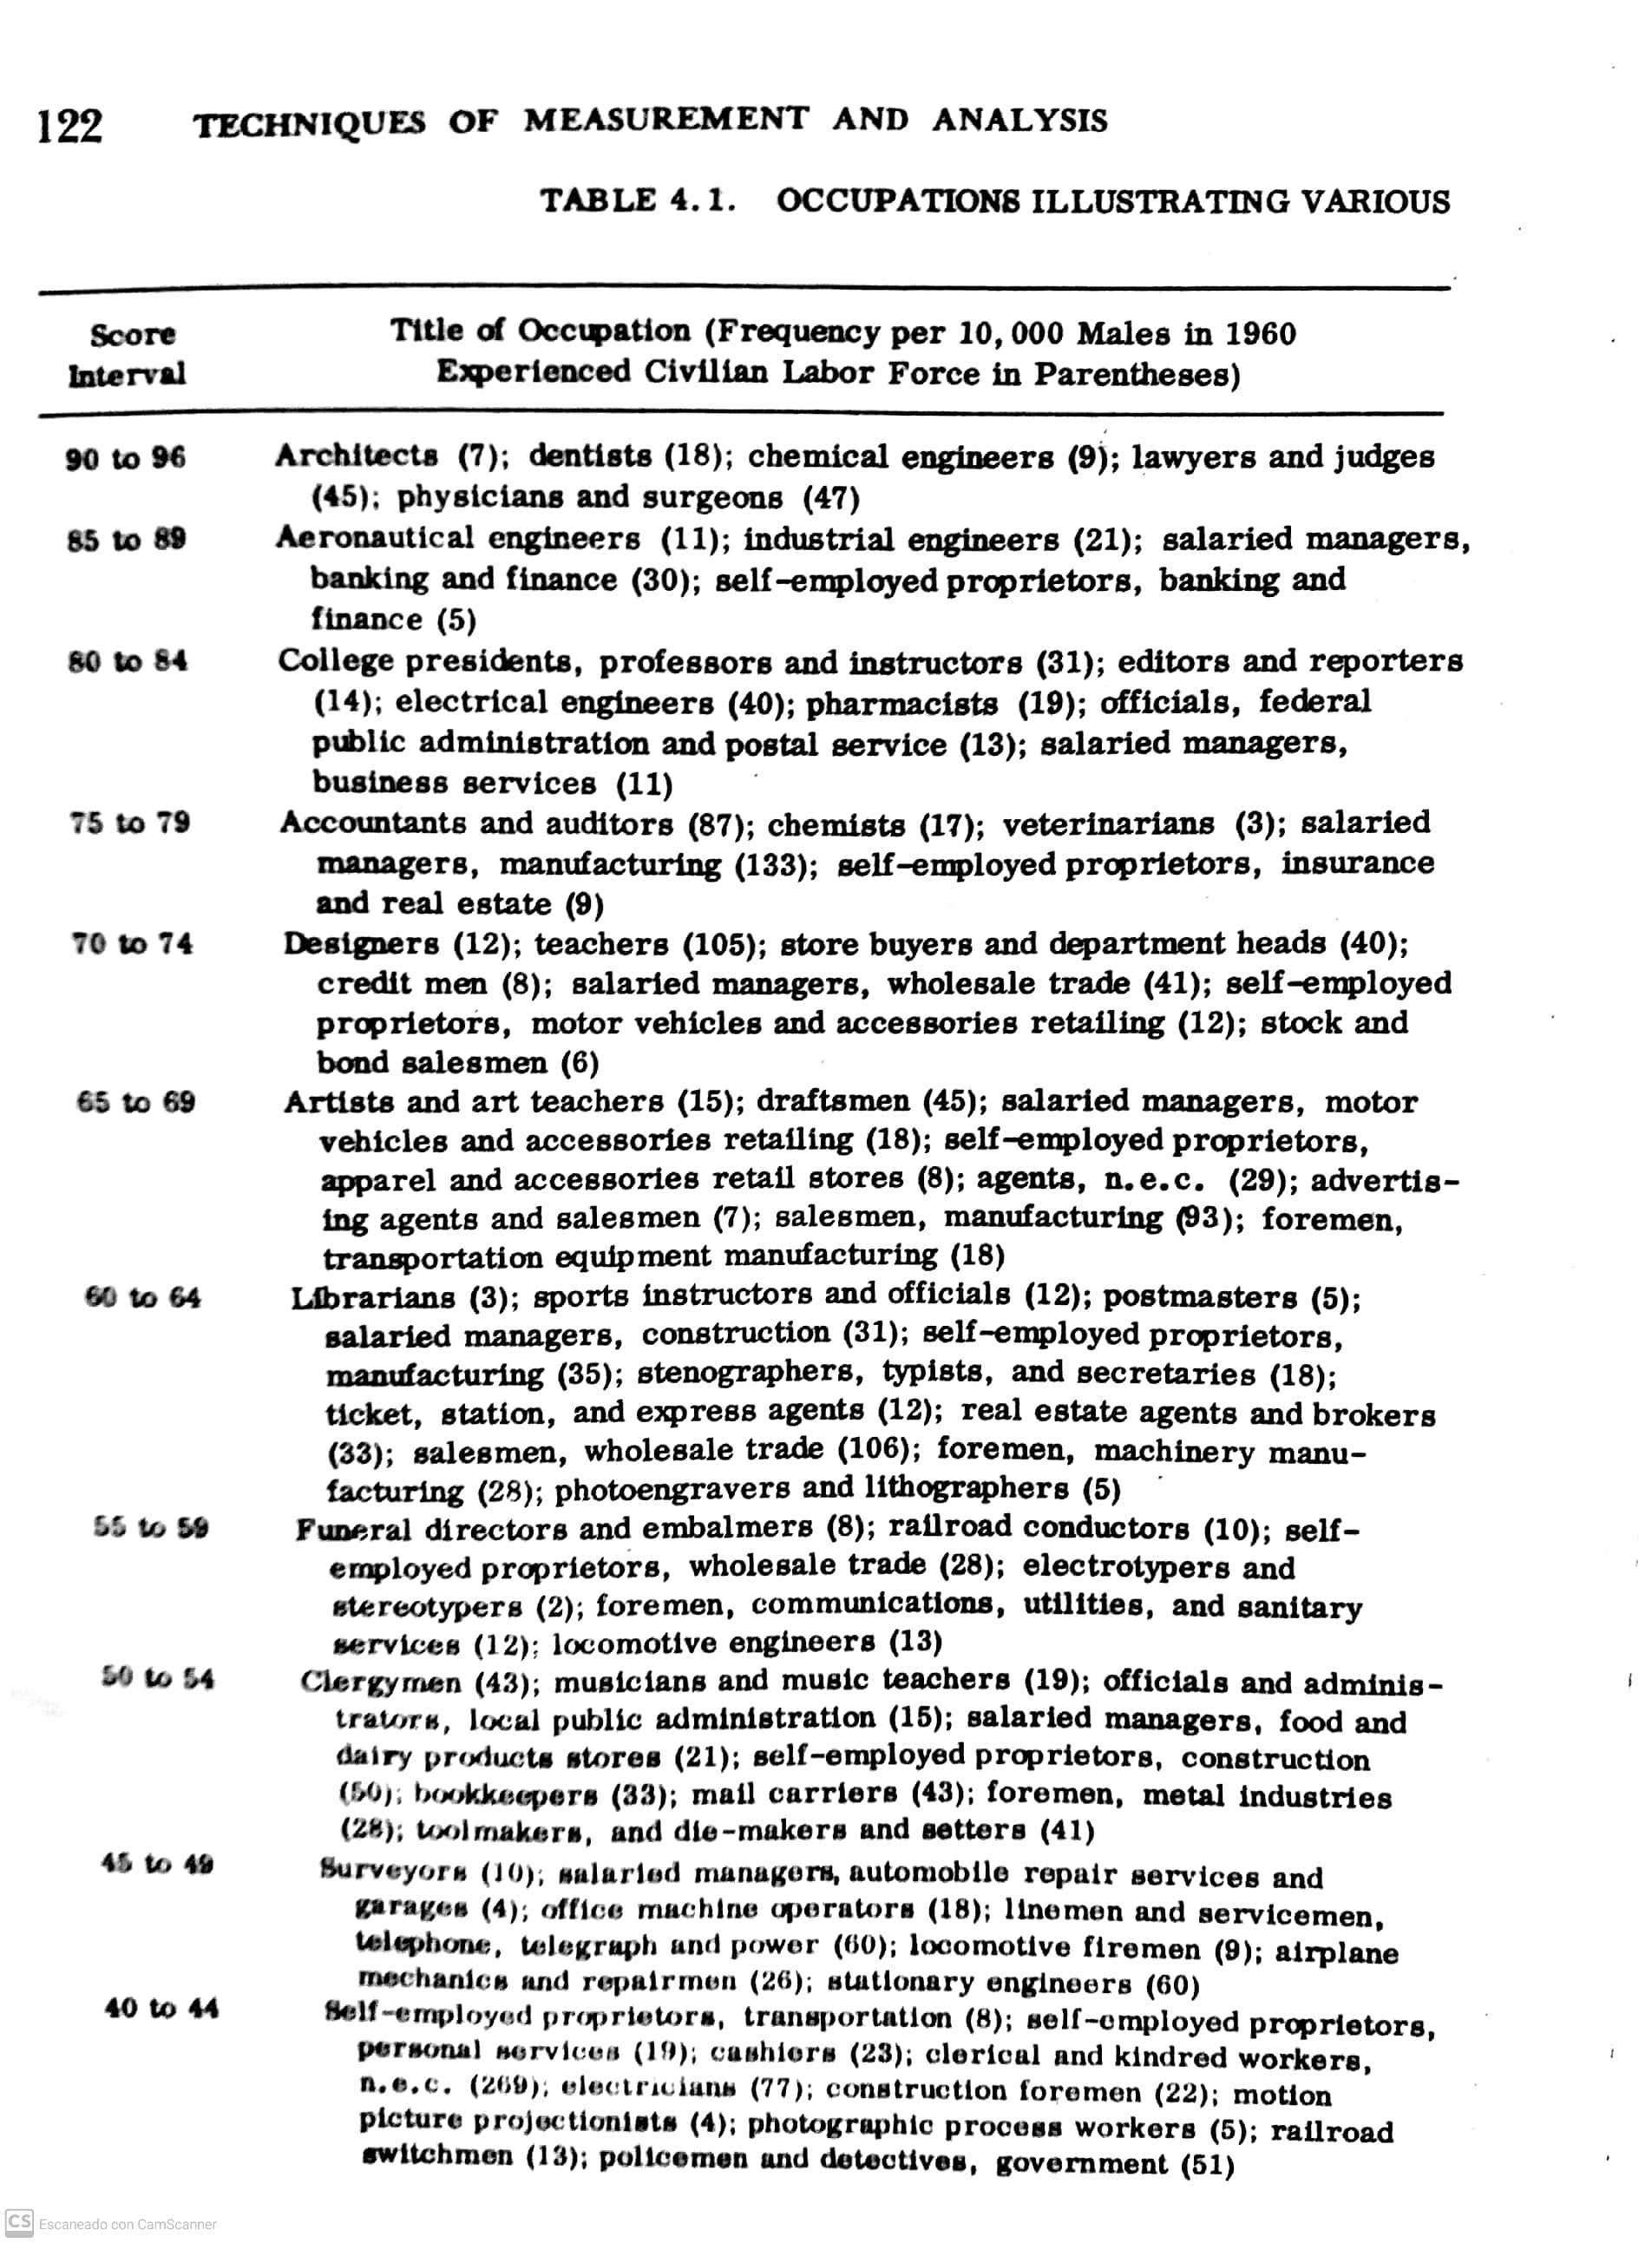 122 TECHNIQUES OF MEASUREMENT AND ANALYSIS
TABLE 4.1. OCCUPATIONS ILLUSTRATING VARIOUS
Score Title of Occupation (Frequency per 10,000 Males in 1960
Interval Experienced Civilian Labor Force in Parentheses)
90 to 96 Architects (7); dentists (18); chemical engineers (9); lawyers and judges
(45); physicians and surgeons (47)
85 to 89 Aeronautical engineers (11); industrial engineers (21); salaried managers,
banking and finance (30); self-employed proprietors, banking and
finance (5)
80 to 84 College presidents, professors and instructors (31); editors and reporters
(14); electrical engineers (40); pharmacists (19); officials, federal
public administration and postal service (13); salaried managers,
business services (11)
75 to 79 Accountants and auditors (87); chemists (17); veterinarians (3); salaried
managers, manufacturing (133); self-employed proprietors, insurance
and real estate (9)
70 to 74 Designers (12); teachers (105); store buyers and department heads (40);
credit men (8); salaried managers, wholesale trade (41); self-employed
proprietors, motor vehicles and accessories retailing (12); stock and
bond salesmen (6)
65 to 69 Artists and art teachers (15); draftsmen (45); salaried managers, motor
vehicles and accessories retailing (18); self-employed proprietors,
apparel and accessories retail stores (8); agents, n.e.c. (29); advertis-
ing agents and salesmen (7); salesmen, manufacturing (93); foremen,
transportation equipment manufacturing (18)
60 to 64 Librarians (3); sports instructors and officials (12); postmasters (5);
salaried managers, construction (31); self-employed proprietors,
manufacturing (35); stenographers, typists, and secretaries (18);
ticket, station, and express agents (12); real estate agents and brokers
(33); salesmen, wholesale trade (106); foremen, machinery manu-
facturing (28); photoengravers and lithographers (5)
55 to 59 Funeral directors and embalmers (8); railroad conductors (10); self-
employed proprietors, wholesale trade (28); electrotypers and
stereotypers (2); foremen, communications, utilities, and sanitary
services (12); locomotive engineers (13)
50 to 54 Clergymen (43); musicians and music teachers (19); officials and adminis-
trators, local public administration (15); salaried managers, food and
dairy products stores (21); self-employed proprietors, construction
(50); bookkeepers (33); mail carriers (43); foremen, metal industries
(28); toolmakers, and die-makers and setters (41)
45 to 49 Surveyors (10); salaried managers, automobile repair services and
garages (4); office machine operators (18); linemen and servicemen,
telephone, telegraph and power (60); locomotive firemen (9); airplane
mechanics and repairmen (26); stationary engineers (60)
40 to 44 Self-employed proprietors, transportation (8); self-employed proprietors,
personal services (19); cashiers (23); clerical and kindred workers,
n.e.c. (269); electricians (77); construction foremen (22); motion
picture projectionists (4); photographic process workers (5); railroad
switchmen (13); policemen and detectives, government (51)
CS Escaneado con CamScanner